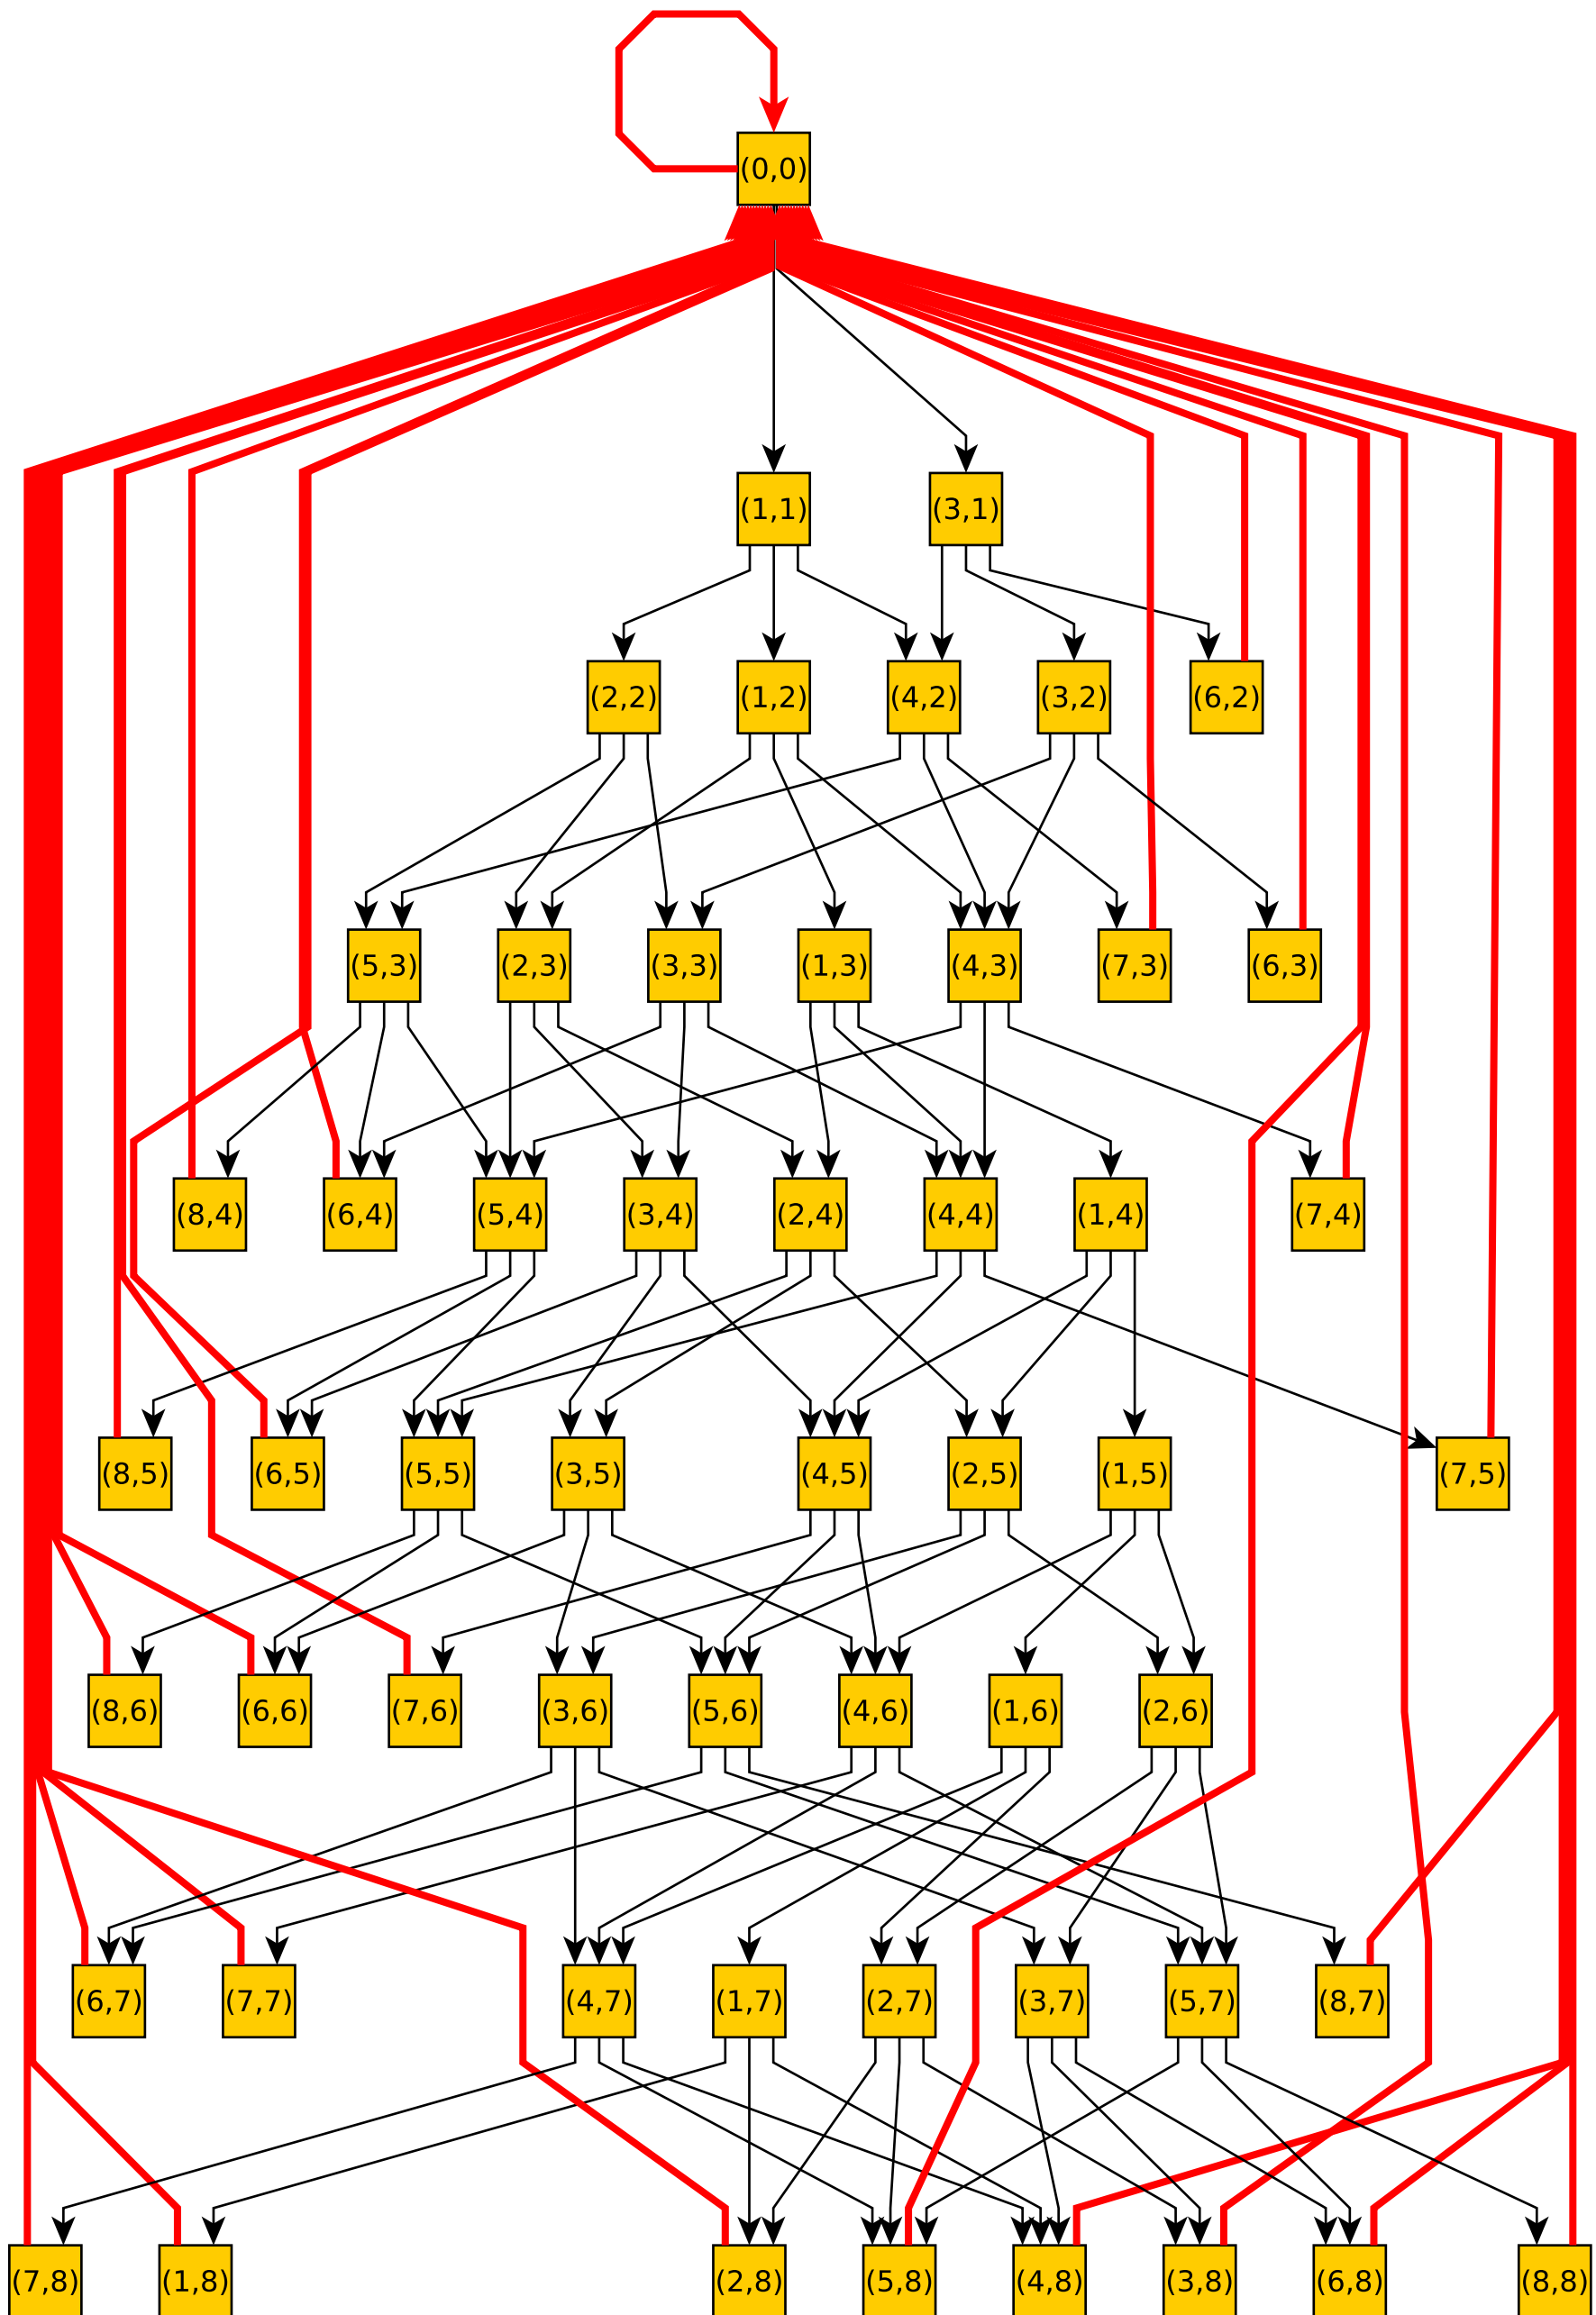 (0,0)
(1,1) (3,1)
(2,2) (1,2) (4,2) (3,2) (6,2)
(5,3) (2,3) (3,3) (1,3) (4,3) (7,3) (6,3)
(8,4) (6,4) (5,4) (3,4) (2,4) (4,4) (1,4) (7,4)
(8,5) (6,5) (5,5) (3,5) (4,5) (2,5) (1,5) (7,5)
(8,6) (6,6) (7,6) (3,6) (5,6) (4,6) (1,6) (2,6)
(6,7) (7,7) (4,7) (1,7) (2,7) (3,7) (5,7) (8,7)
(7,8) (1,8) (2,8) (5,8) (4,8) (3,8) (6,8) (8,8)